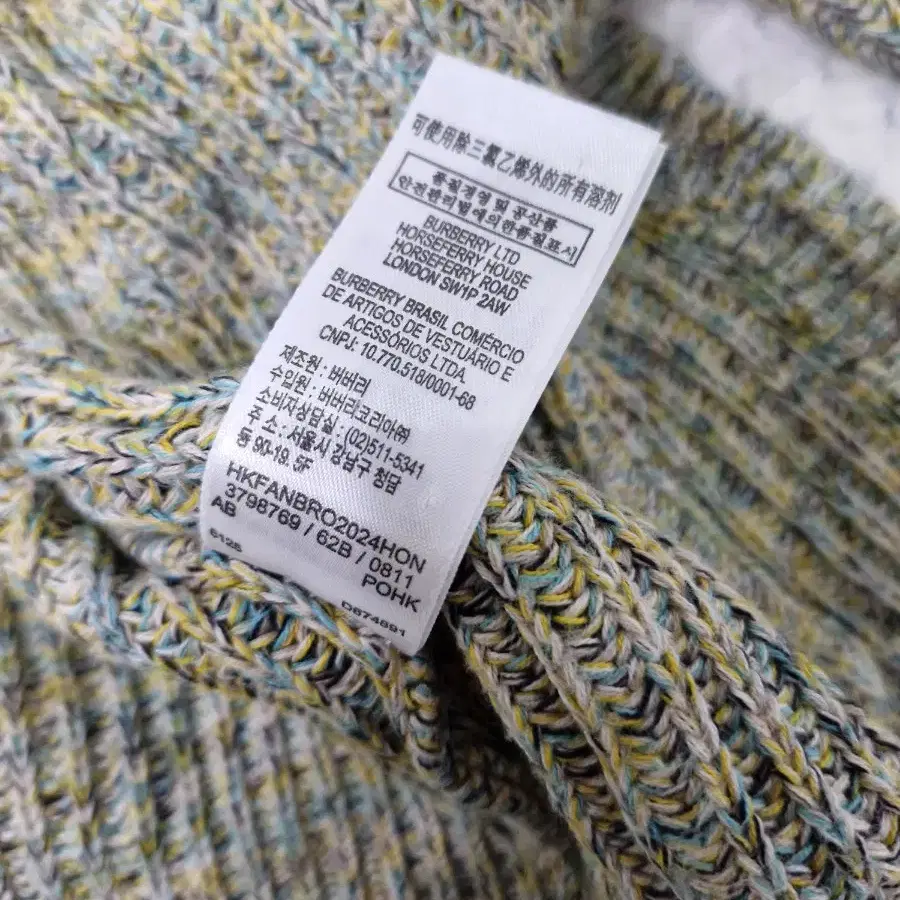 可使用除三氯乙烯外的所有溶剂
품질경영 및 공산품
안전관리법에의한품질표시
BURBERRY LTD
HORSEFERRY HOUSE
HORSEFERRY ROAD
LONDON SW1P 2AW
BURBERRY BRASIL COMÉRCIO
DE ARTIGOS DE VESTUÁRIO E
ACESSÓRIOS LTDA.
CNPJ: 10.770.518/0001-68
제조원 : 버버리
수입원 : 버버리코리아㈜
소비자상담실 : (02)511-5341
주 소 : 서울시 강남구 청담
동 90-19. 5F
HKFANBRO2024HON
3798769 / 62B / 0811
AB POHK
6128 D674691